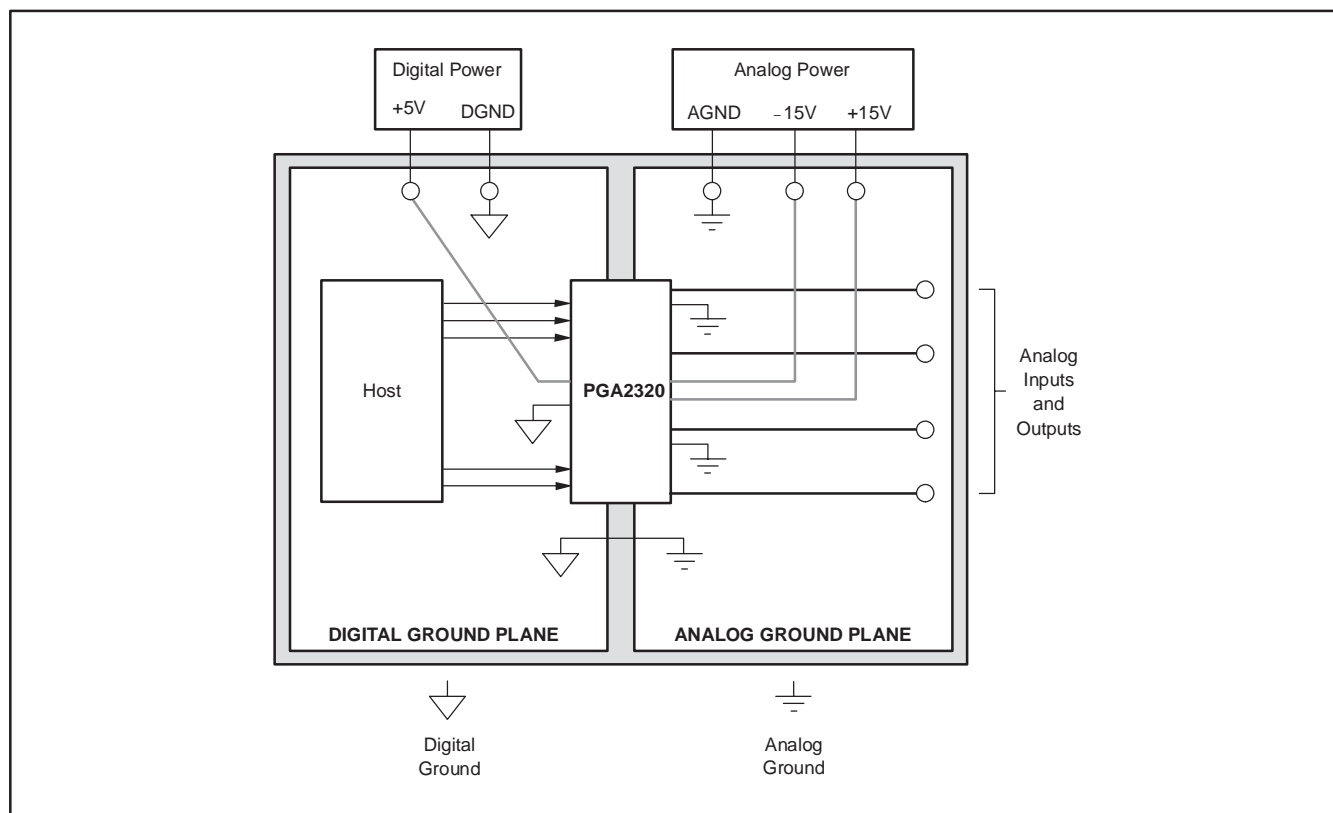 Digital Power
+5V DGND
Analog Power
AGND −15V +15V
Host
PGA2320
Analog
Inputs
and
Outputs
DIGITAL GROUND PLANE
ANALOG GROUND PLANE
Digital
Ground
Analog
Ground